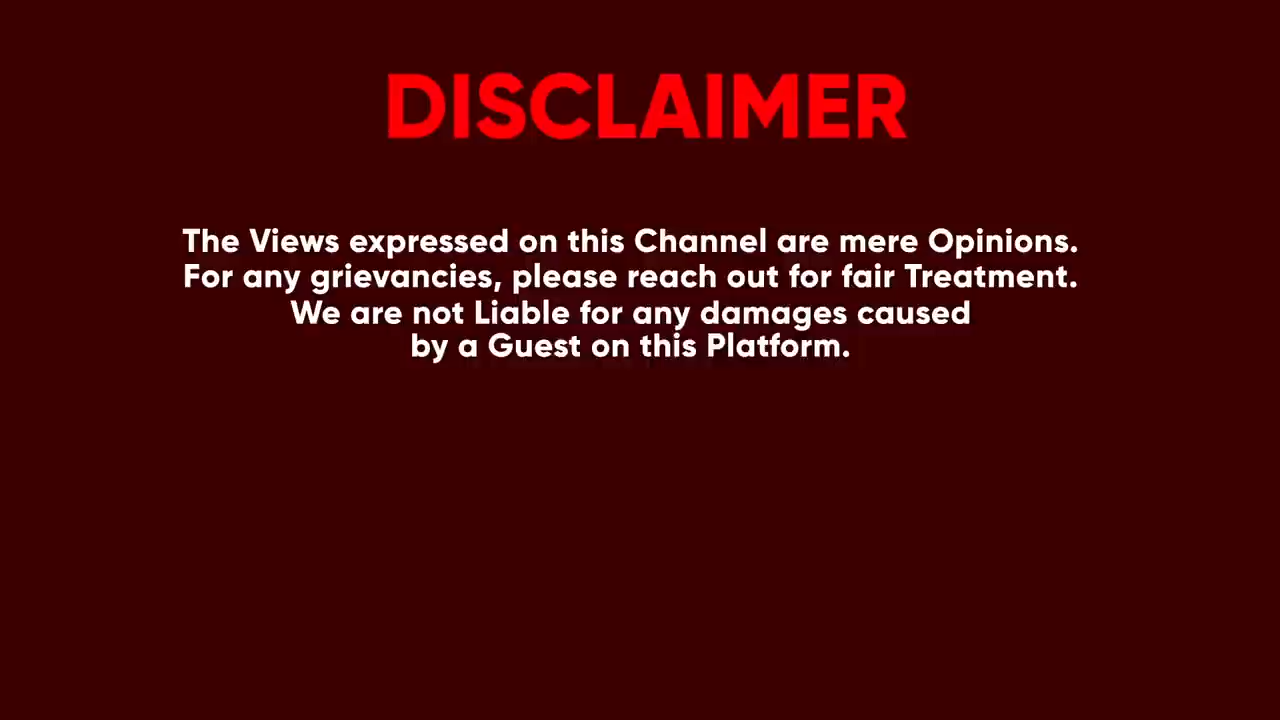 DISCLAIMER
The Views expressed on this Channel are mere Opinions.
For any grievancies, please reach out for fair Treatment.
We are not Liable for any damages caused
by a Guest on this Platform.